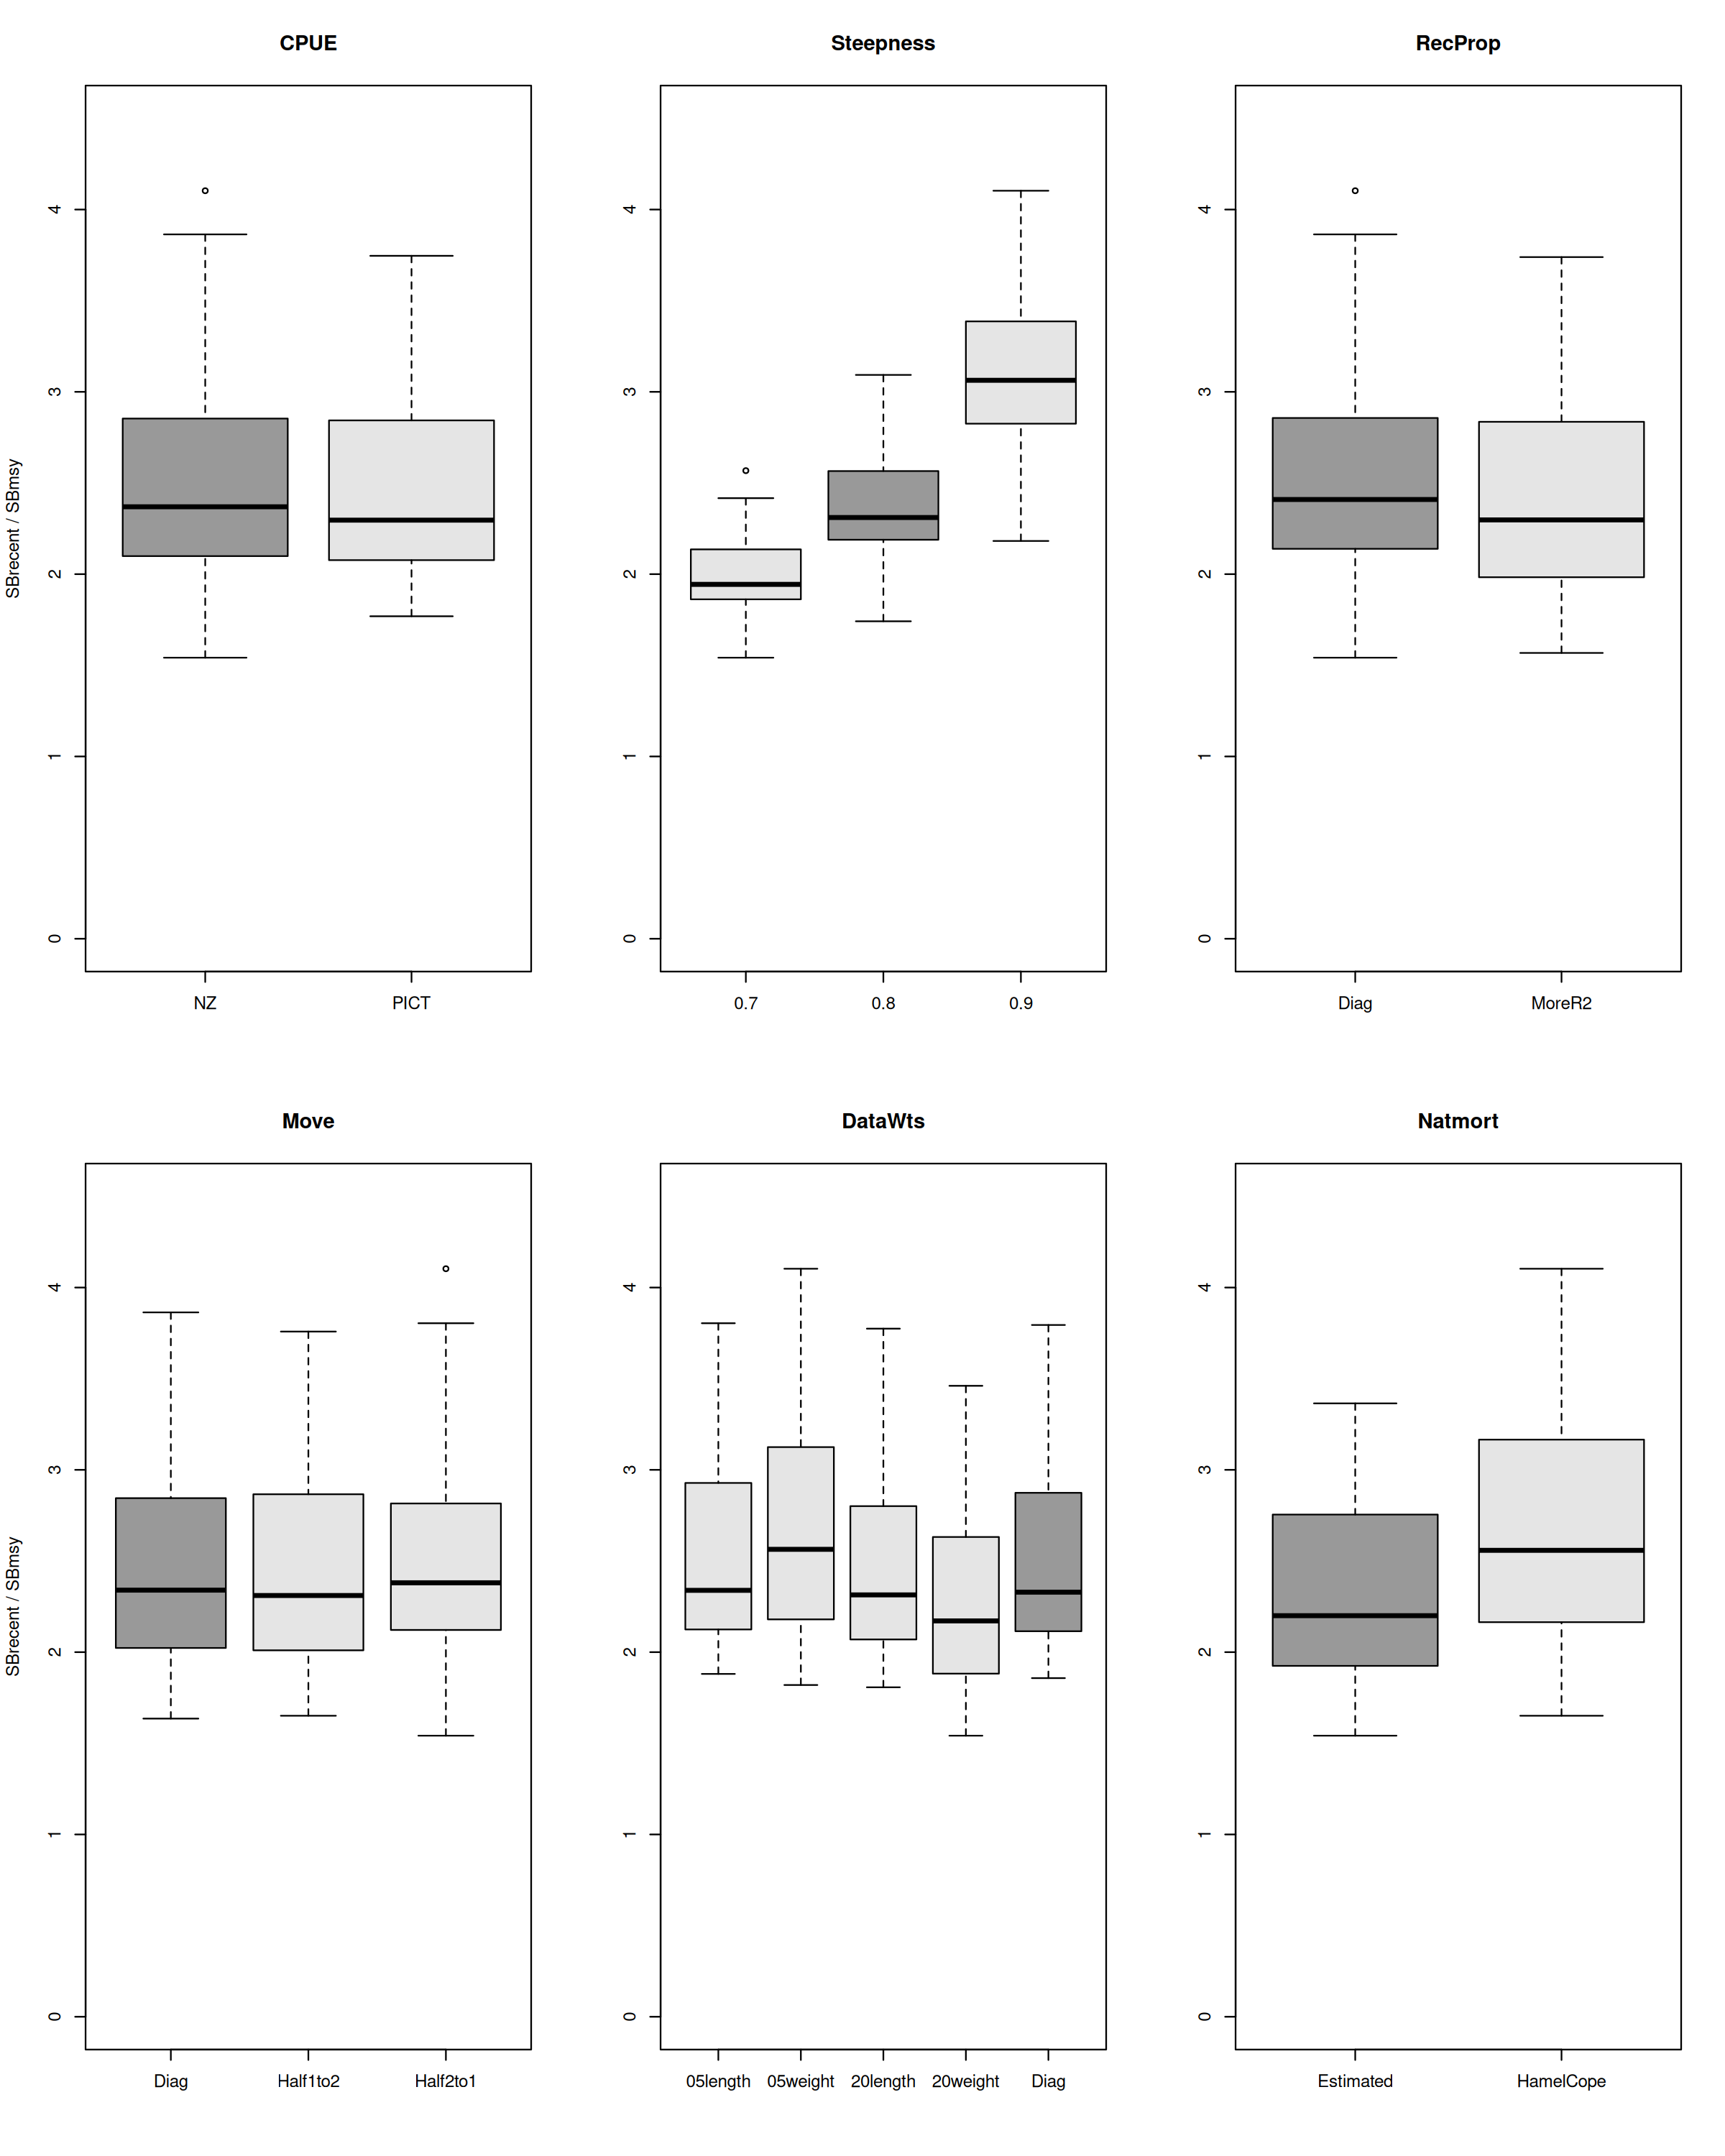 CPUE
Steepness
RecProp
SBrecent / SBmsy
4
3
2
1
0
NZ PICT
4
3
2
1
0
0.7 0.8 0.9
4
3
2
1
0
Diag MoreR2
Move
DataWts
Natmort
SBrecent / SBmsy
4
3
2
1
0
Diag Half1to2 Half2to1
4
3
2
1
0
05length 05weight 20length 20weight Diag
4
3
2
1
0
Estimated HamelCope